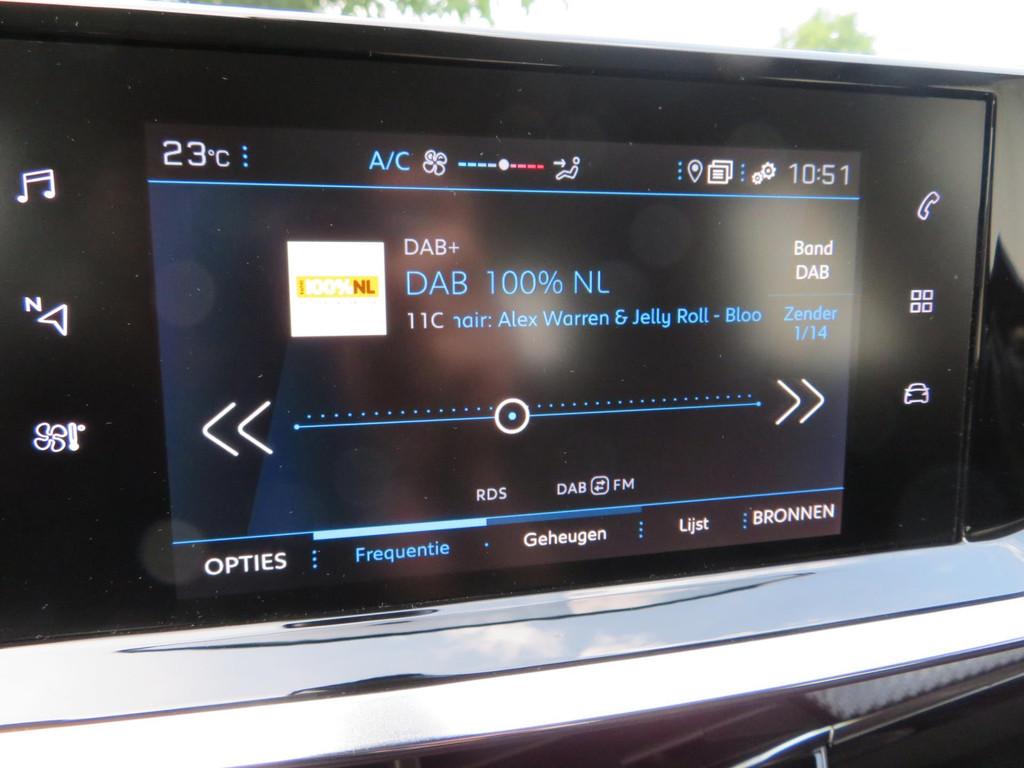 23°C A/C 10:51
DAB+
DAB 100% NL
11C hair: Alex Warren & Jelly Roll - Bloo
100%NL
Band
DAB
Zender
1/14
N
RDS DAB FM
OPTIES Frequentie Geheugen Lijst BRONNEN